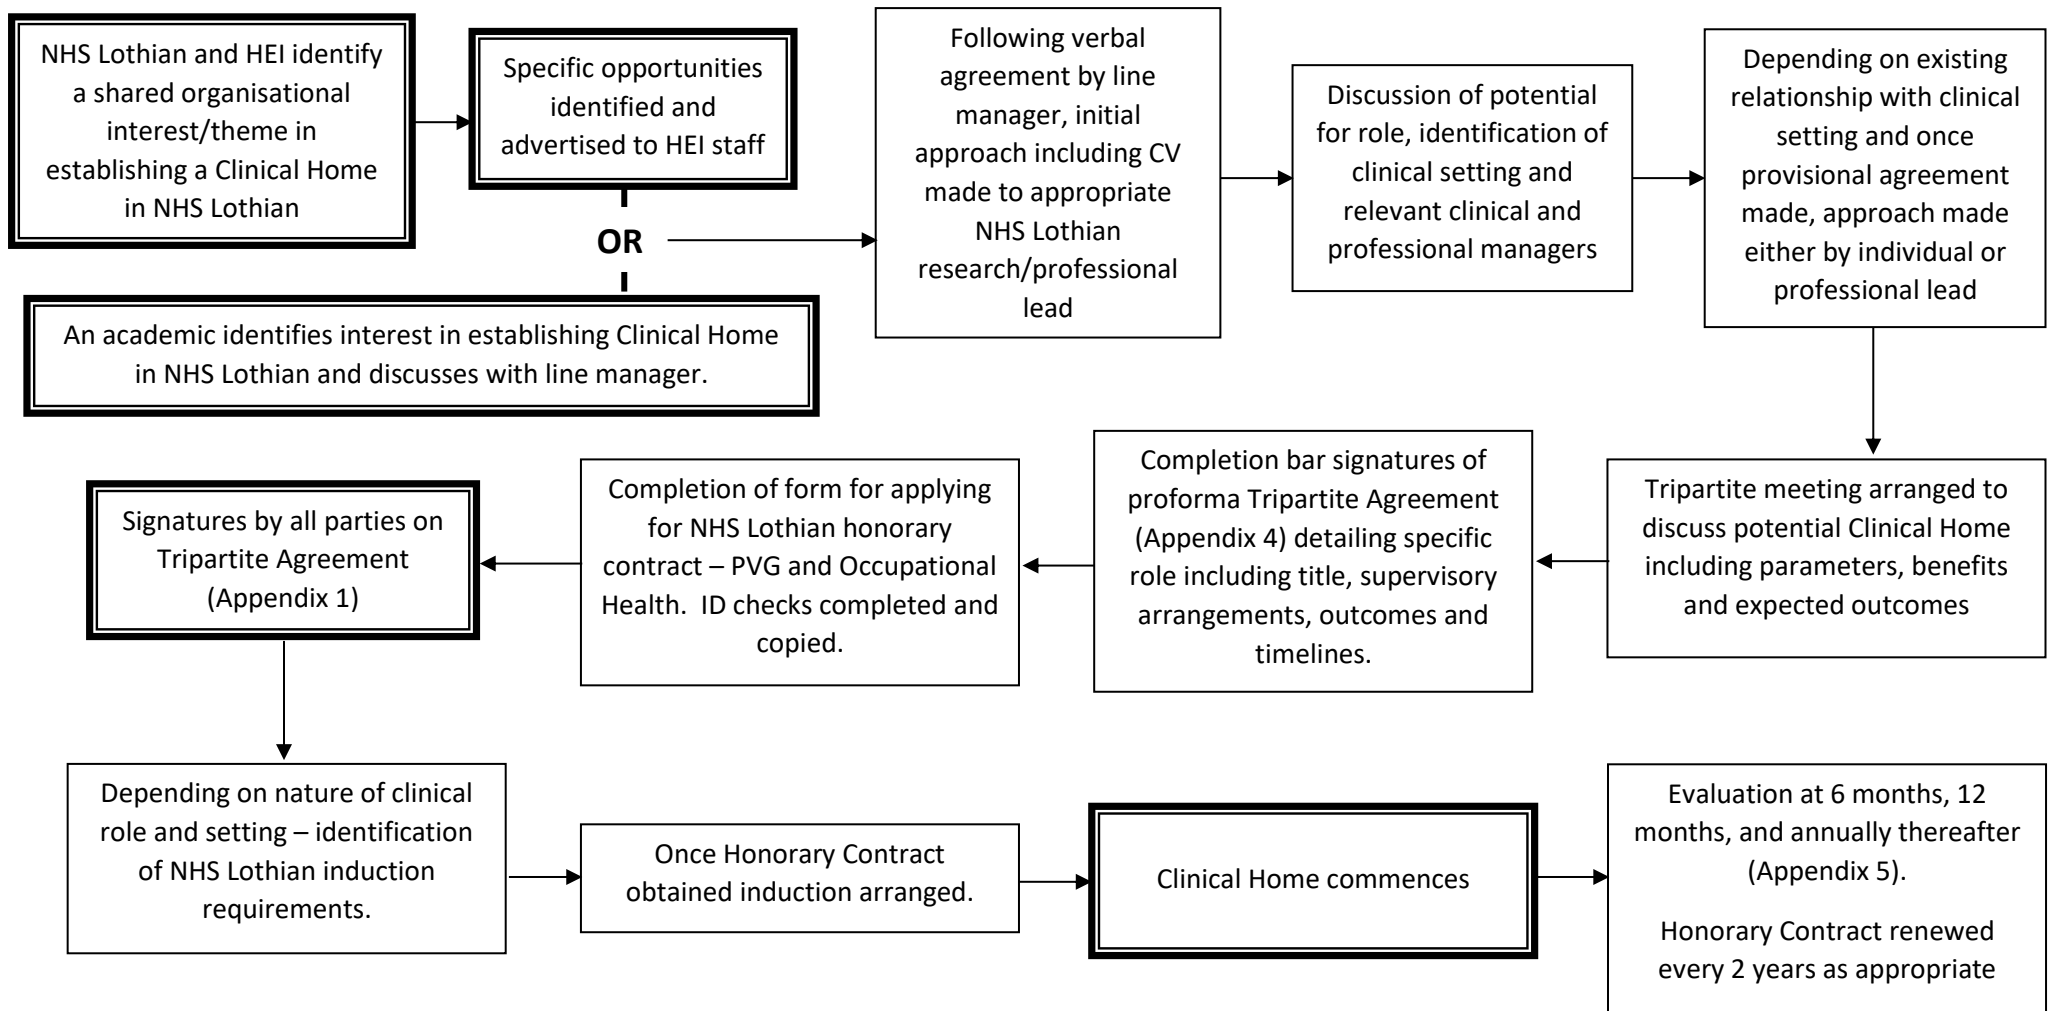 NHS Lothian and HEI identify
a shared organisational
interest/theme in
establishing a Clinical Home
in NHS Lothian
Specific opportunities
identified and
advertised to HEI staff
OR
An academic identifies interest in establishing Clinical Home
in NHS Lothian and discusses with line manager.
Following verbal
agreement by line
manager, initial
approach including CV
made to appropriate
NHS Lothian
research/professional
lead
Discussion of potential
for role, identification of
clinical setting and
relevant clinical and
professional managers
Depending on existing
relationship with clinical
setting and once
provisional agreement
made, approach made
either by individual or
professional lead
Tripartite meeting arranged to
discuss potential Clinical Home
including parameters, benefits
and expected outcomes
Completion bar signatures of
proforma Tripartite Agreement
(Appendix 4) detailing specific
role including title, supervisory
arrangements, outcomes and
timelines.
Completion of form for applying
for NHS Lothian honorary
contract – PVG and Occupational
Health.  ID checks completed and
copied.
Signatures by all parties on
Tripartite Agreement
(Appendix 1)
Depending on nature of clinical
role and setting – identification
of NHS Lothian induction
requirements.
Once Honorary Contract
obtained induction arranged.
Clinical Home commences
Evaluation at 6 months, 12
months, and annually thereafter
(Appendix 5).
Honorary Contract renewed
every 2 years as appropriate